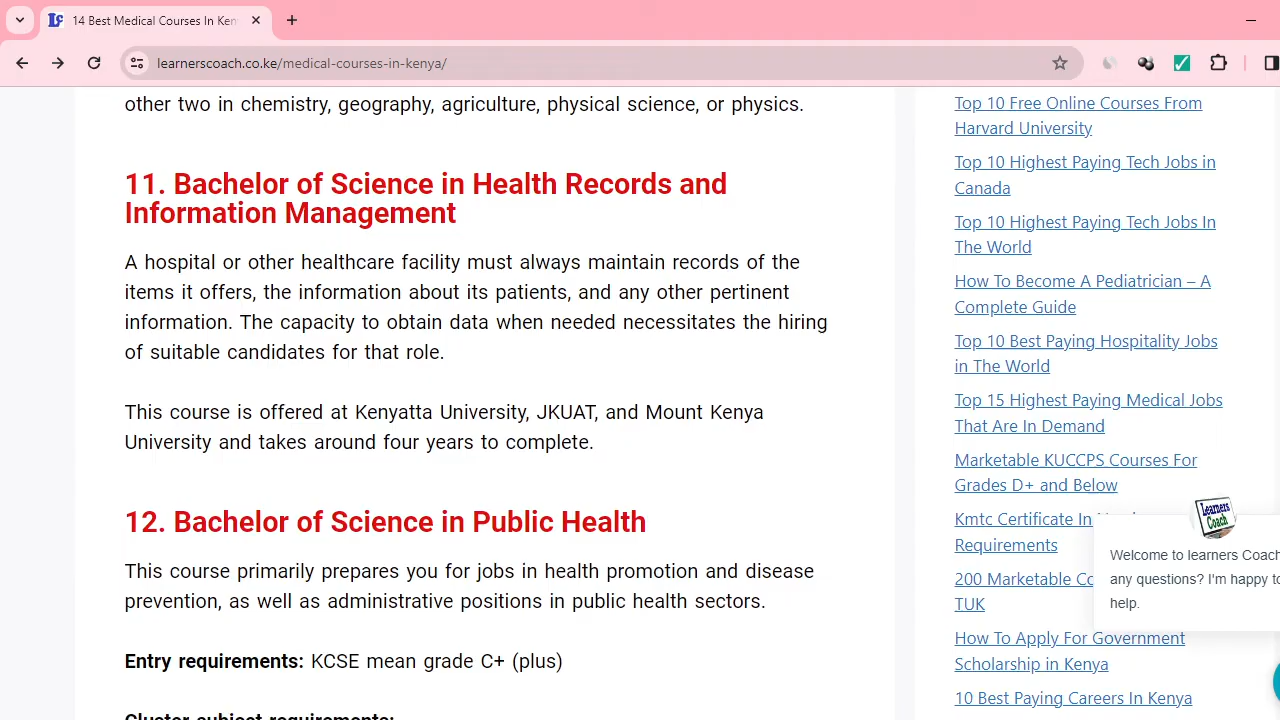 14 Best Medical Courses In Ken
learnerscoach.co.ke/medical-courses-in-kenya/
other two in chemistry, geography, agriculture, physical science, or physics.
11. Bachelor of Science in Health Records and
Information Management
A hospital or other healthcare facility must always maintain records of the
items it offers, the information about its patients, and any other pertinent
information. The capacity to obtain data when needed necessitates the hiring
of suitable candidates for that role.
This course is offered at Kenyatta University, JKUAT, and Mount Kenya
University and takes around four years to complete.
12. Bachelor of Science in Public Health
This course primarily prepares you for jobs in health promotion and disease
prevention, as well as administrative positions in public health sectors.
Entry requirements: KCSE mean grade C+ (plus)
Cluster subject requirements:
Top 10 Free Online Courses From
Harvard University
Top 10 Highest Paying Tech Jobs in
Canada
Top 10 Highest Paying Tech Jobs In
The World
How To Become A Pediatrician – A
Complete Guide
Top 10 Best Paying Hospitality Jobs
in The World
Top 15 Highest Paying Medical Jobs
That Are In Demand
Marketable KUCCPS Courses For
Grades D+ and Below
Kmtc Certificate In
Requirements
200 Marketable Co
TUK
How To Apply For Government
Scholarship in Kenya
10 Best Paying Careers In Kenya
Learners
Coach
Welcome to learners Coach
any questions? I'm happy to
help.